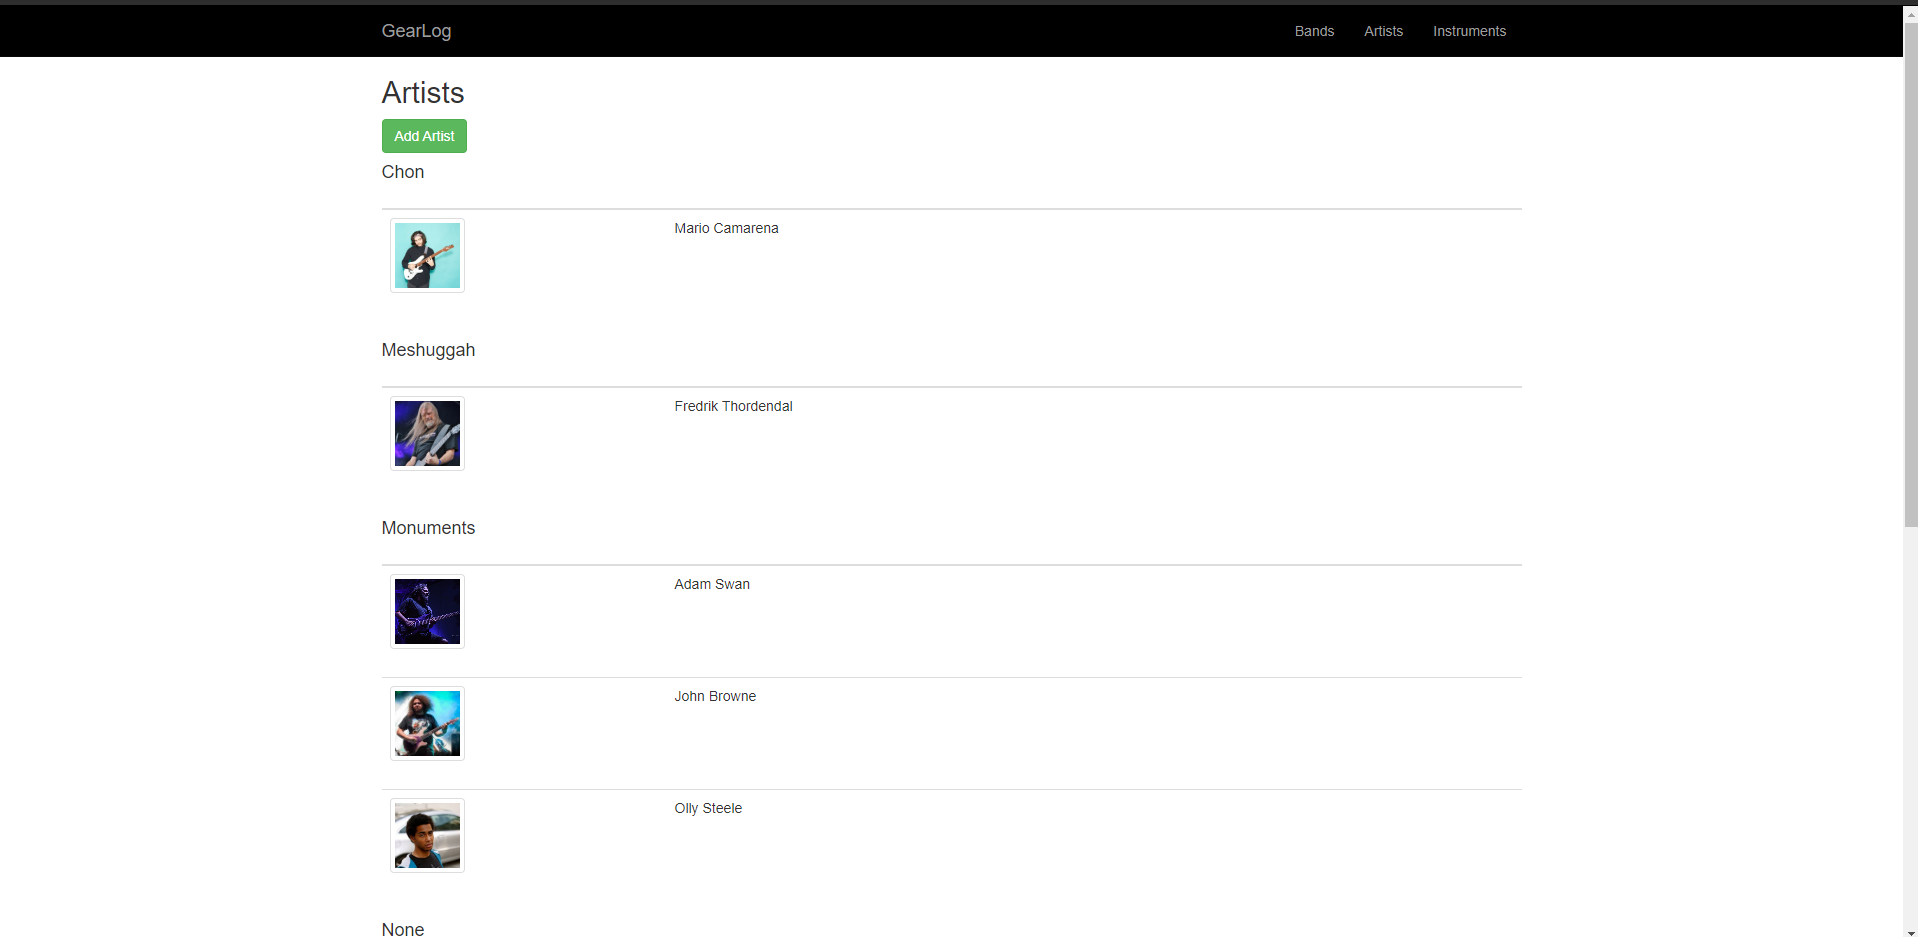 GearLog Bands Artists Instruments
Artists
Add Artist
Chon
Mario Camarena
Meshuggah
Fredrik Thordendal
Monuments
Adam Swan
John Browne
Olly Steele
None